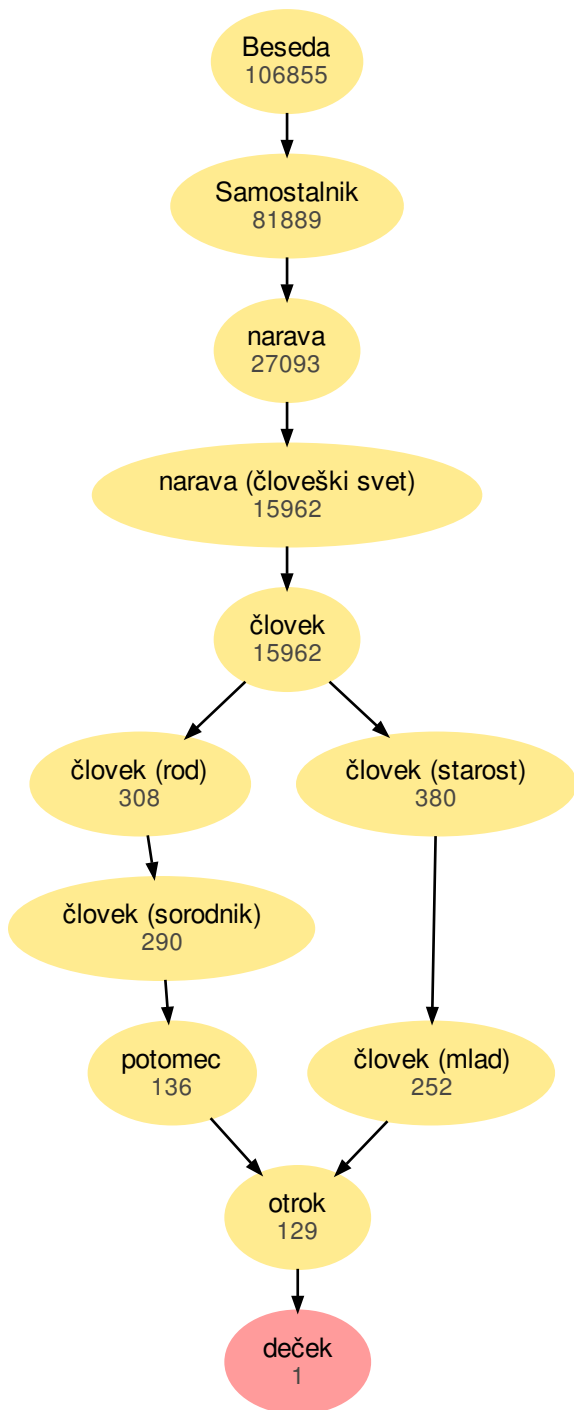 Beseda
106855
Samostalnik
81889
narava
27093
narava (človeški svet)
15962
človek
15962
človek (rod)
308
človek (starost)
380
človek (sorodnik)
290
potomec
136
človek (mlad)
252
otrok
129
deček
1